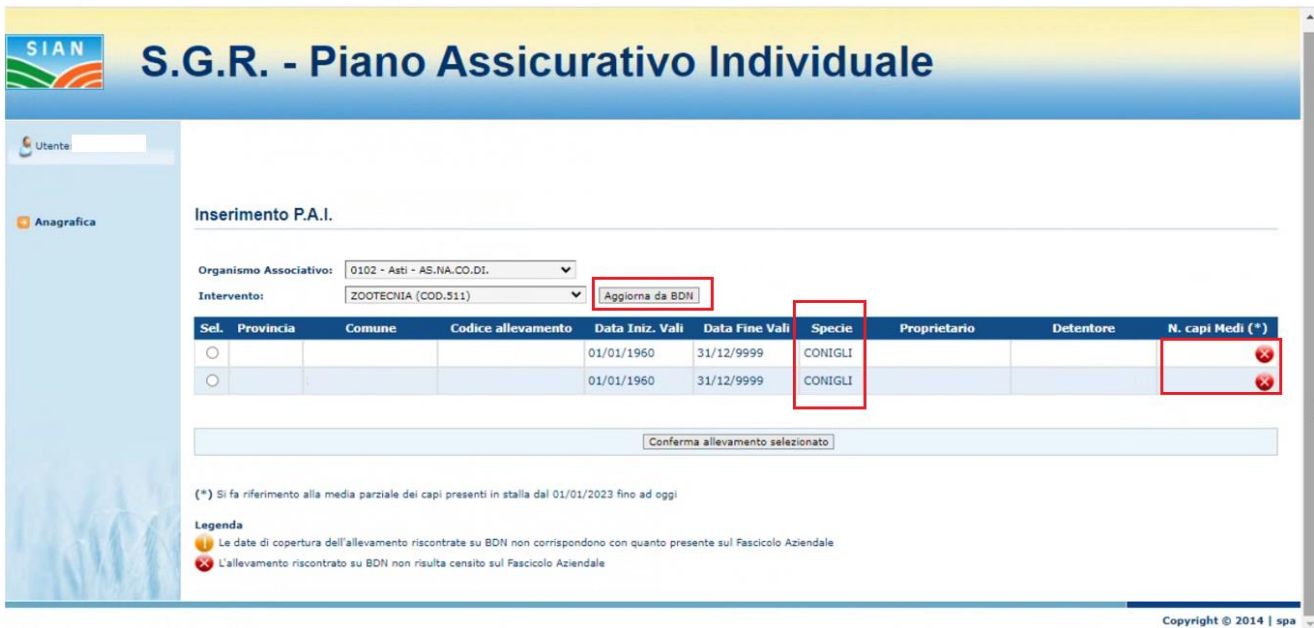 SIAN
S.G.R. - Piano Assicurativo Individuale
Utente
Anagrafica
Inserimento P.A.I.
Organismo Associativo: 0102 - Asti - AS.NA.CO.DI.
Intervento: ZOOTECNIA (COD.511) Aggiorna da BDN
Sel. Provincia Comune Codice allevamento Data Iniz. Vali Data Fine Vali Specie Proprietario Detentore N. capi Medi (*)
01/01/1960 31/12/9999 CONIGLI
01/01/1960 31/12/9999 CONIGLI
Conferma allevamento selezionato
(*) Si fa riferimento alla media parziale dei capi presenti in stalla dal 01/01/2023 fino ad oggi
Legenda
Le date di copertura dell'allevamento riscontrate su BDN non corrispondono con quanto presente sul Fascicolo Aziendale
L'allevamento riscontrato su BDN non risulta censito sul Fascicolo Aziendale
Copyright © 2014 | spa